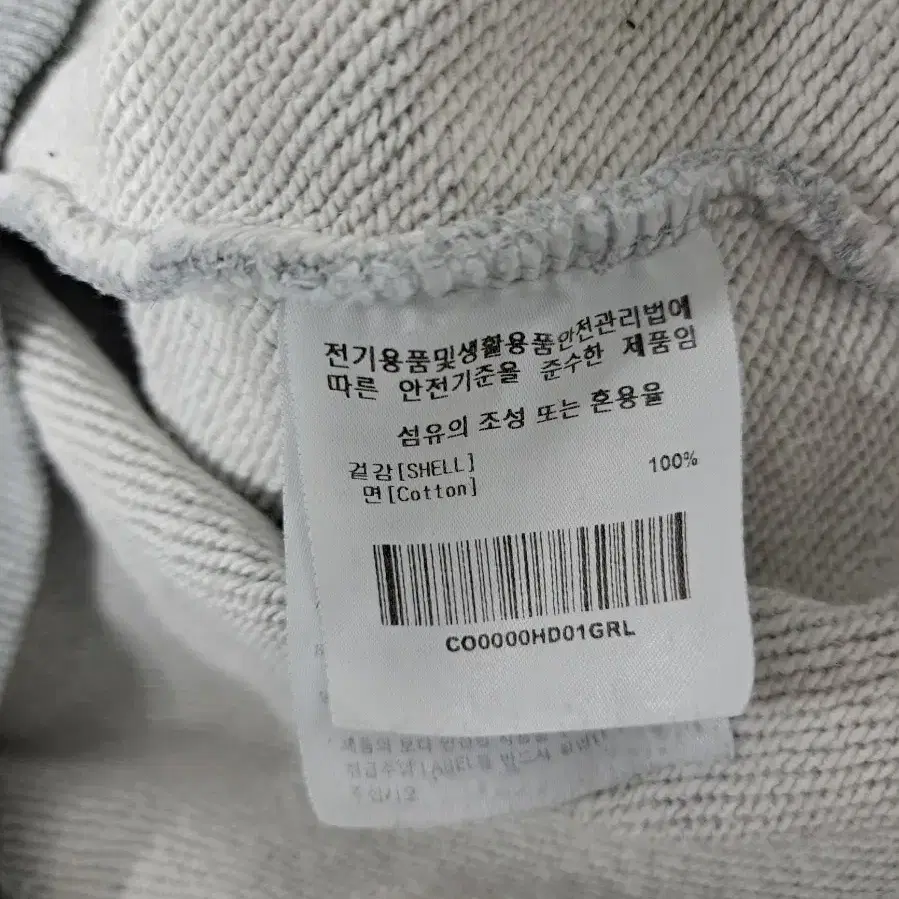 전기용품및생활용품안전관리법에
따른 안전기준을 준수한 제품임
섬유의 조성 또는 혼용율
겉감[SHELL] 100%
면[Cotton]
CO0000HD01GRL